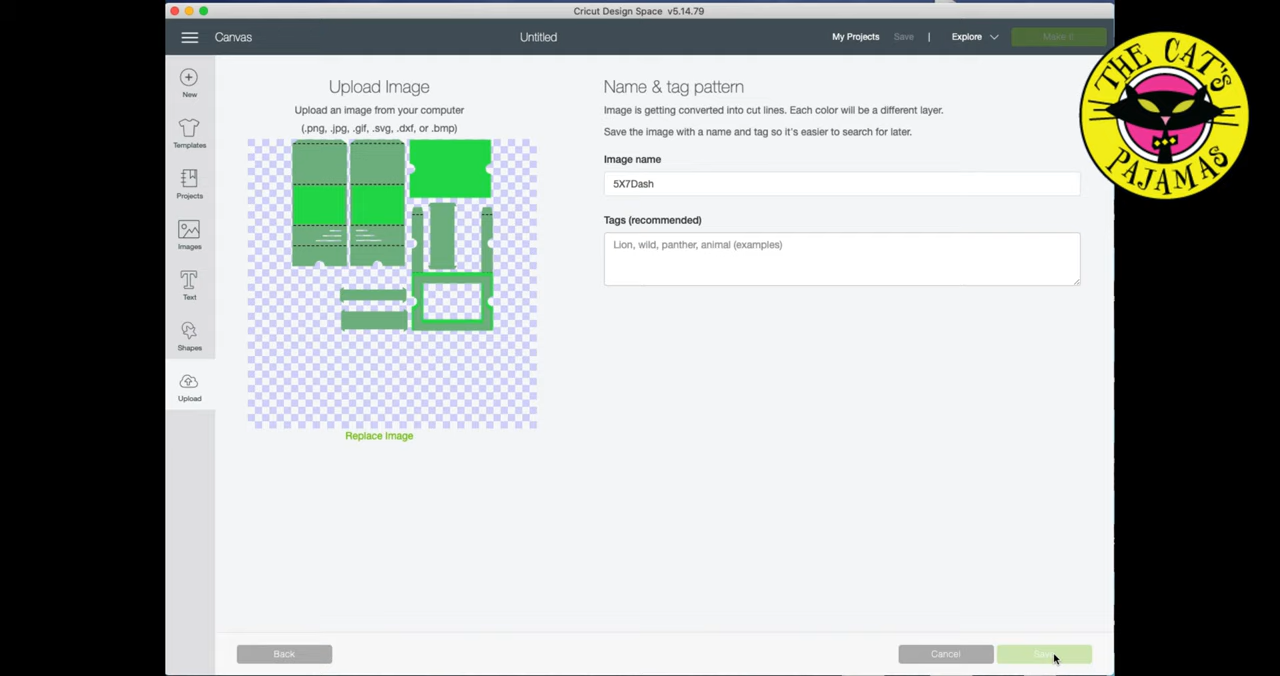 Cricut Design Space v5.14.79
Canvas
Untitled
My Projects
Save
|
Explore
Make It
New
Templates
Projects
Images
Text
Shapes
Upload
Upload Image
Upload an image from your computer
(.png, .jpg, .gif, .svg, .dxf, or .bmp)
Replace Image
Name & tag pattern
Image is getting converted into cut lines. Each color will be a different layer.
Save the image with a name and tag so it's easier to search for later.
Image name
5X7Dash
Tags (recommended)
Lion, wild, panther, animal (examples)
Back
Cancel
Save
THE CAT'S
PAJAMAS